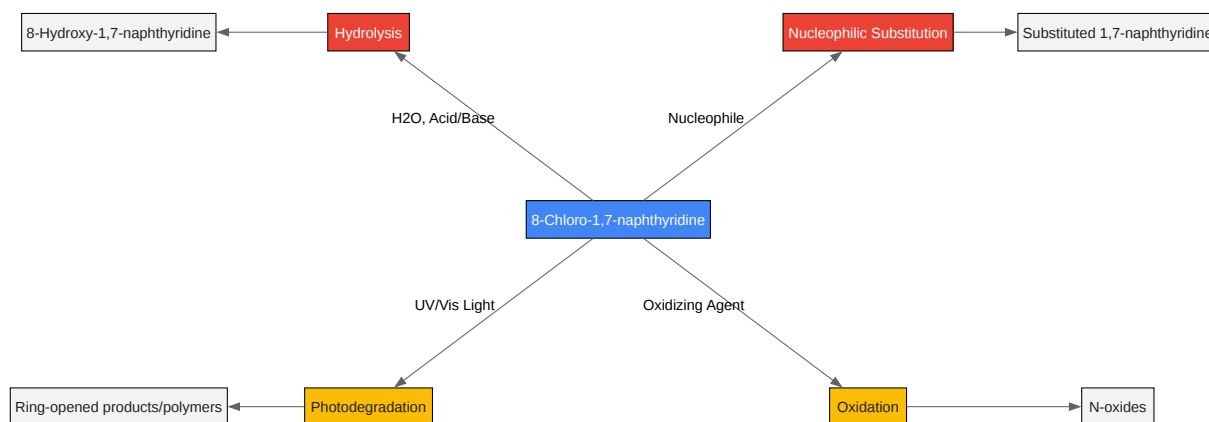 8-Hydroxy-1,7-naphthyridine
Hydrolysis
Nucleophilic Substitution
Substituted 1,7-naphthyridine
H2O, Acid/Base
Nucleophile
8-Chloro-1,7-naphthyridine
UV/Vis Light
Oxidizing Agent
Ring-opened products/polymers
Photodegradation
Oxidation
N-oxides